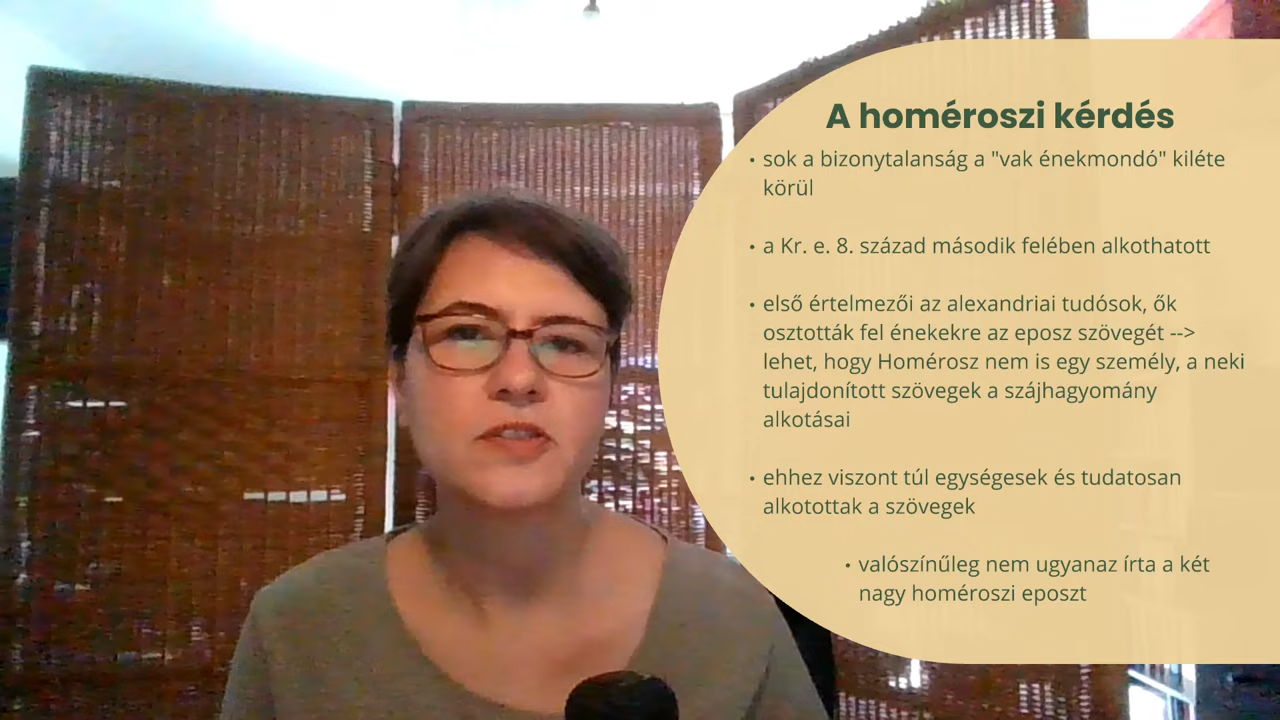 A homéroszi kérdés
• sok a bizonytalanság a "vak énekmondó" kiléte
körül
• a Kr. e. 8. század második felében alkothatott
• első értelmezői az alexandriai tudósok, ők
osztották fel énekekre az eposz szövegét -->
lehet, hogy Homérosz nem is egy személy, a neki
tulajdonított szövegek a szájhagyomány
alkotásai
• ehhez viszont túl egységesek és tudatosan
alkotottak a szövegek
• valószínűleg nem ugyanaz írta a két
nagy homéroszi eposzt